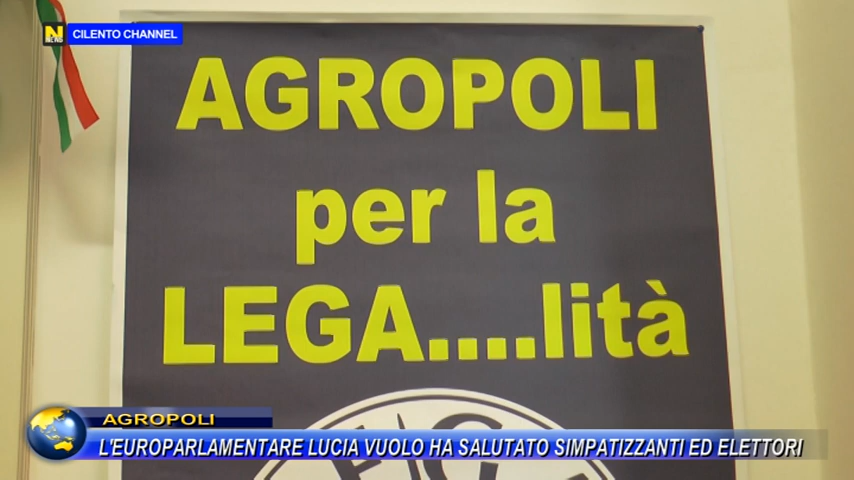 CILENTO CHANNEL
AGROPOLI
per la
LEGA....lità
AGROPOLI
L'EUROPARLAMENTARE LUCIA VUOLO HA SALUTATO SIMPATIZZANTI ED ELETTORI